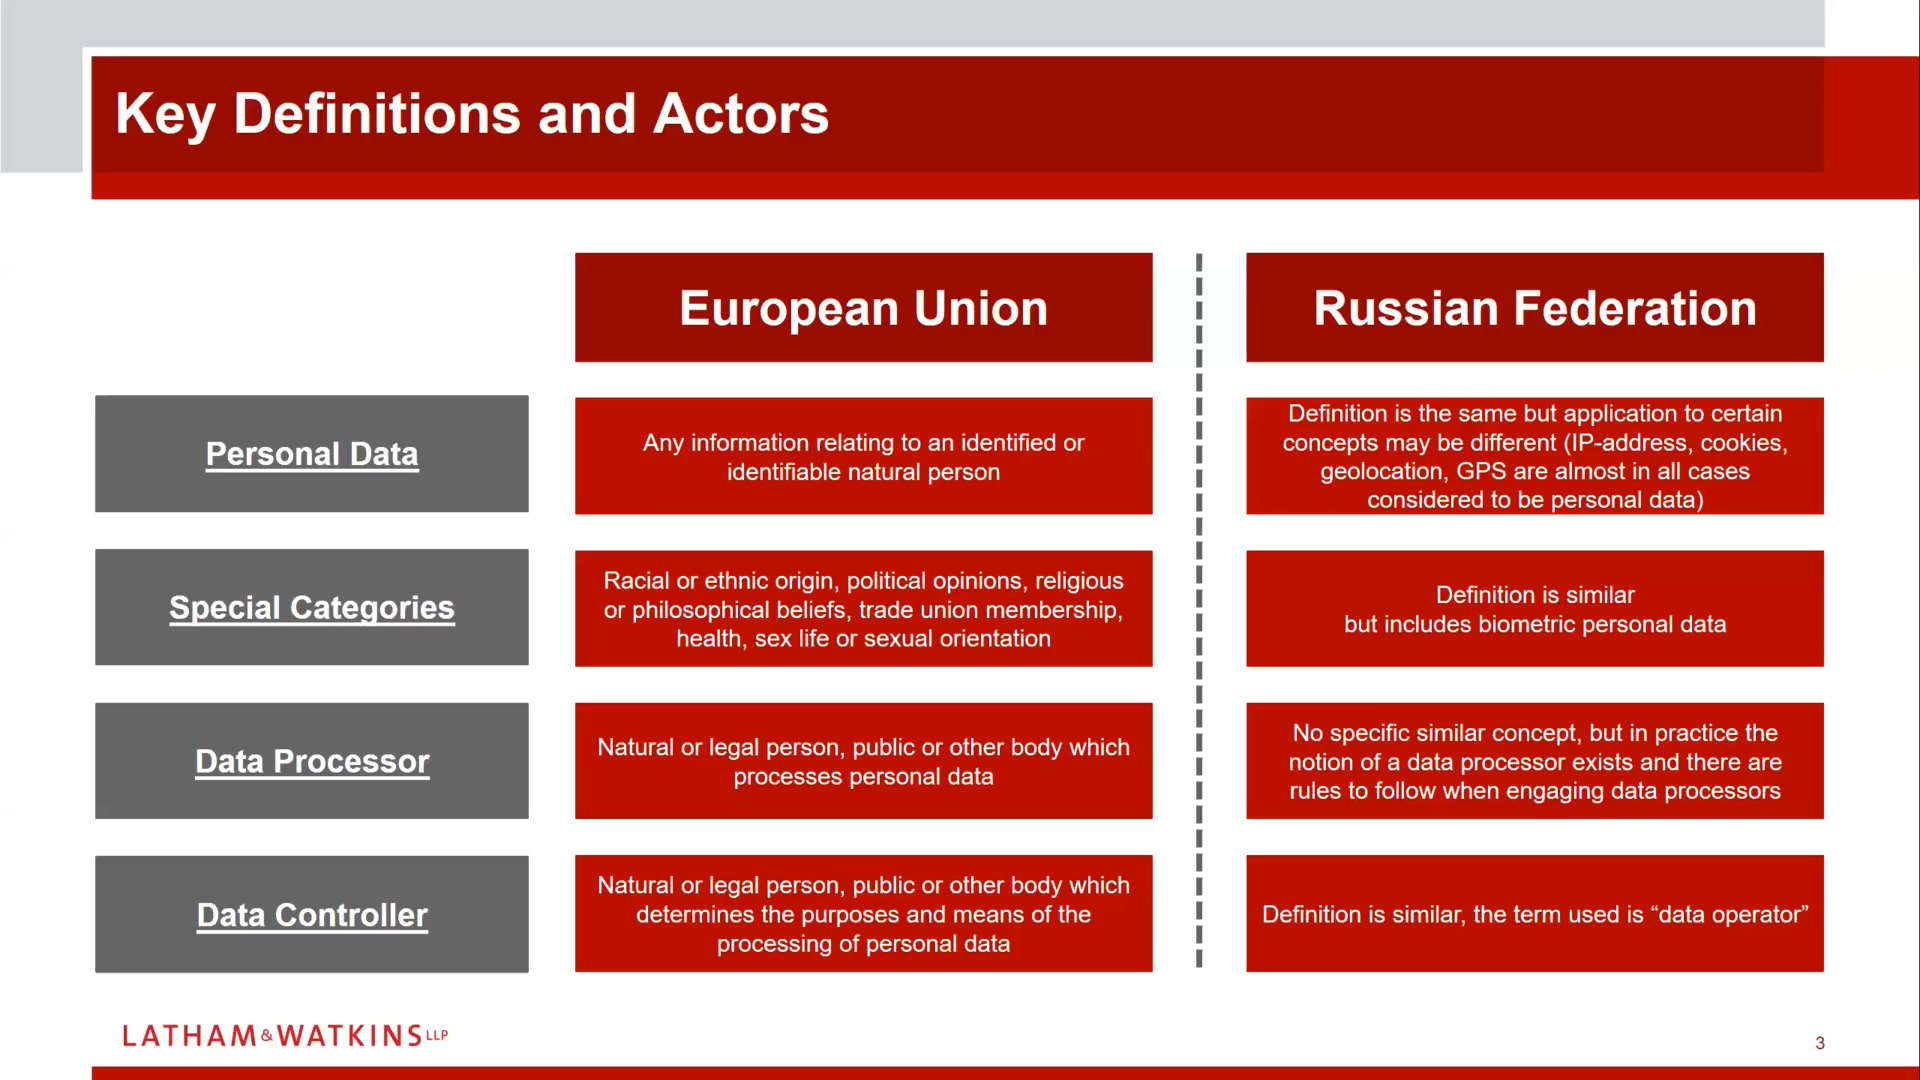 Key Definitions and Actors
European Union
Russian Federation
Personal Data
Any information relating to an identified or
identifiable natural person
Definition is the same but application to certain
concepts may be different (IP-address, cookies,
geolocation, GPS are almost in all cases
considered to be personal data)
Special Categories
Racial or ethnic origin, political opinions, religious
or philosophical beliefs, trade union membership,
health, sex life or sexual orientation
Definition is similar
but includes biometric personal data
Data Processor
Natural or legal person, public or other body which
processes personal data
No specific similar concept, but in practice the
notion of a data processor exists and there are
rules to follow when engaging data processors
Data Controller
Natural or legal person, public or other body which
determines the purposes and means of the
processing of personal data
Definition is similar, the term used is “data operator”
LATHAM&WATKINS LLP
3